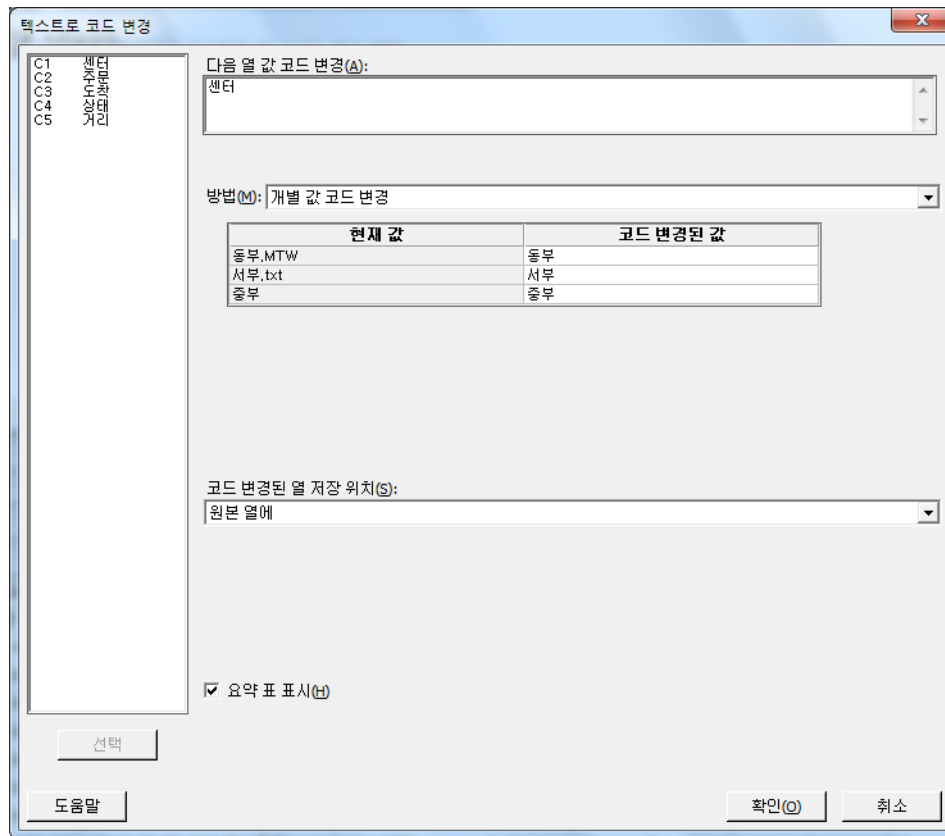 텍스트로 코드 변경
C1 센터
C2 주문
C3 도착
C4 상태
C5 거리
다음 열 값 코드 변경(A):
센터
방법(M): 개별 값 코드 변경
현재 값 코드 변경된 값
동부.MTW 동부
서부.txt 서부
중부 중부
코드 변경된 열 저장 위치(S):
원본 열에
요약 표 표시(H)
선택
도움말 확인(O) 취소